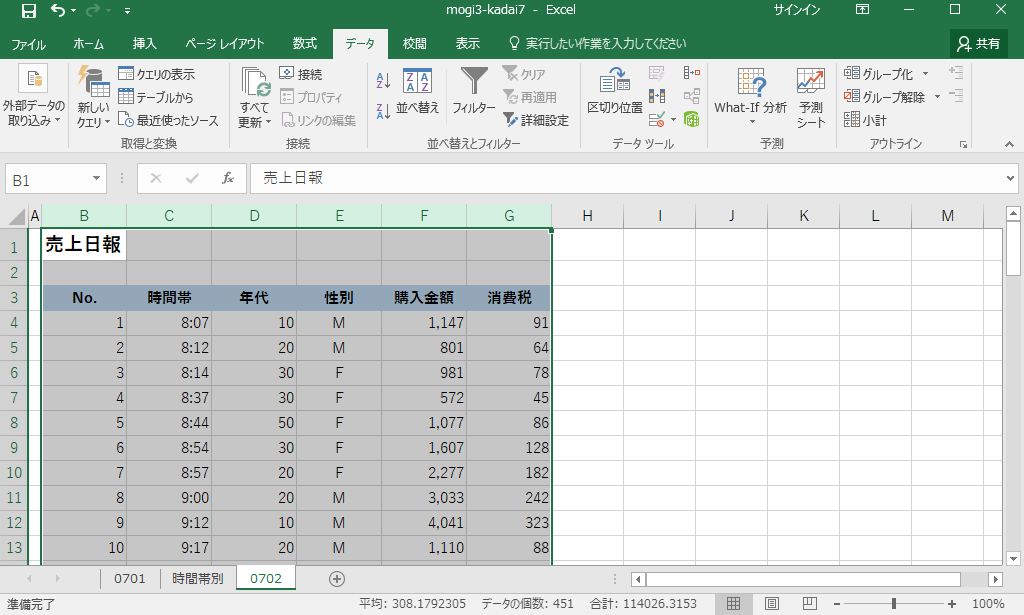 mogi3-kadai7 - Excel サインイン
ファイル ホーム 挿入 ページ レイアウト 数式 データ 校閲 表示 実行したい作業を入力してください 共有
外部データの取り込み 新しいクエリ クエリの表示 テーブルから 最近使ったソース すべて更新 接続 プロパティ リンクの編集 並べ替え フィルター クリア 再適用 詳細設定 区切り位置 What-If 分析 予測シート グループ化 グループ解除 小計
取得と変換 接続 並べ替えとフィルター データ ツール 予測 アウトライン
B1 fx 売上日報
A B C D E F G H I J K L M
1 売上日報
2
3 No. 時間帯 年代 性別 購入金額 消費税
4 1 8:07 10 M 1,147 91
5 2 8:12 20 M 801 64
6 3 8:14 30 F 981 78
7 4 8:37 30 F 572 45
8 5 8:44 50 F 1,077 86
9 6 8:54 30 F 1,607 128
10 7 8:57 20 F 2,277 182
11 8 9:00 20 M 3,033 242
12 9 9:12 10 M 4,041 323
13 10 9:17 20 M 1,110 88
0701 時間帯別 0702
準備完了 平均: 308.1792305 データの個数: 451 合計: 114026.3153 100%